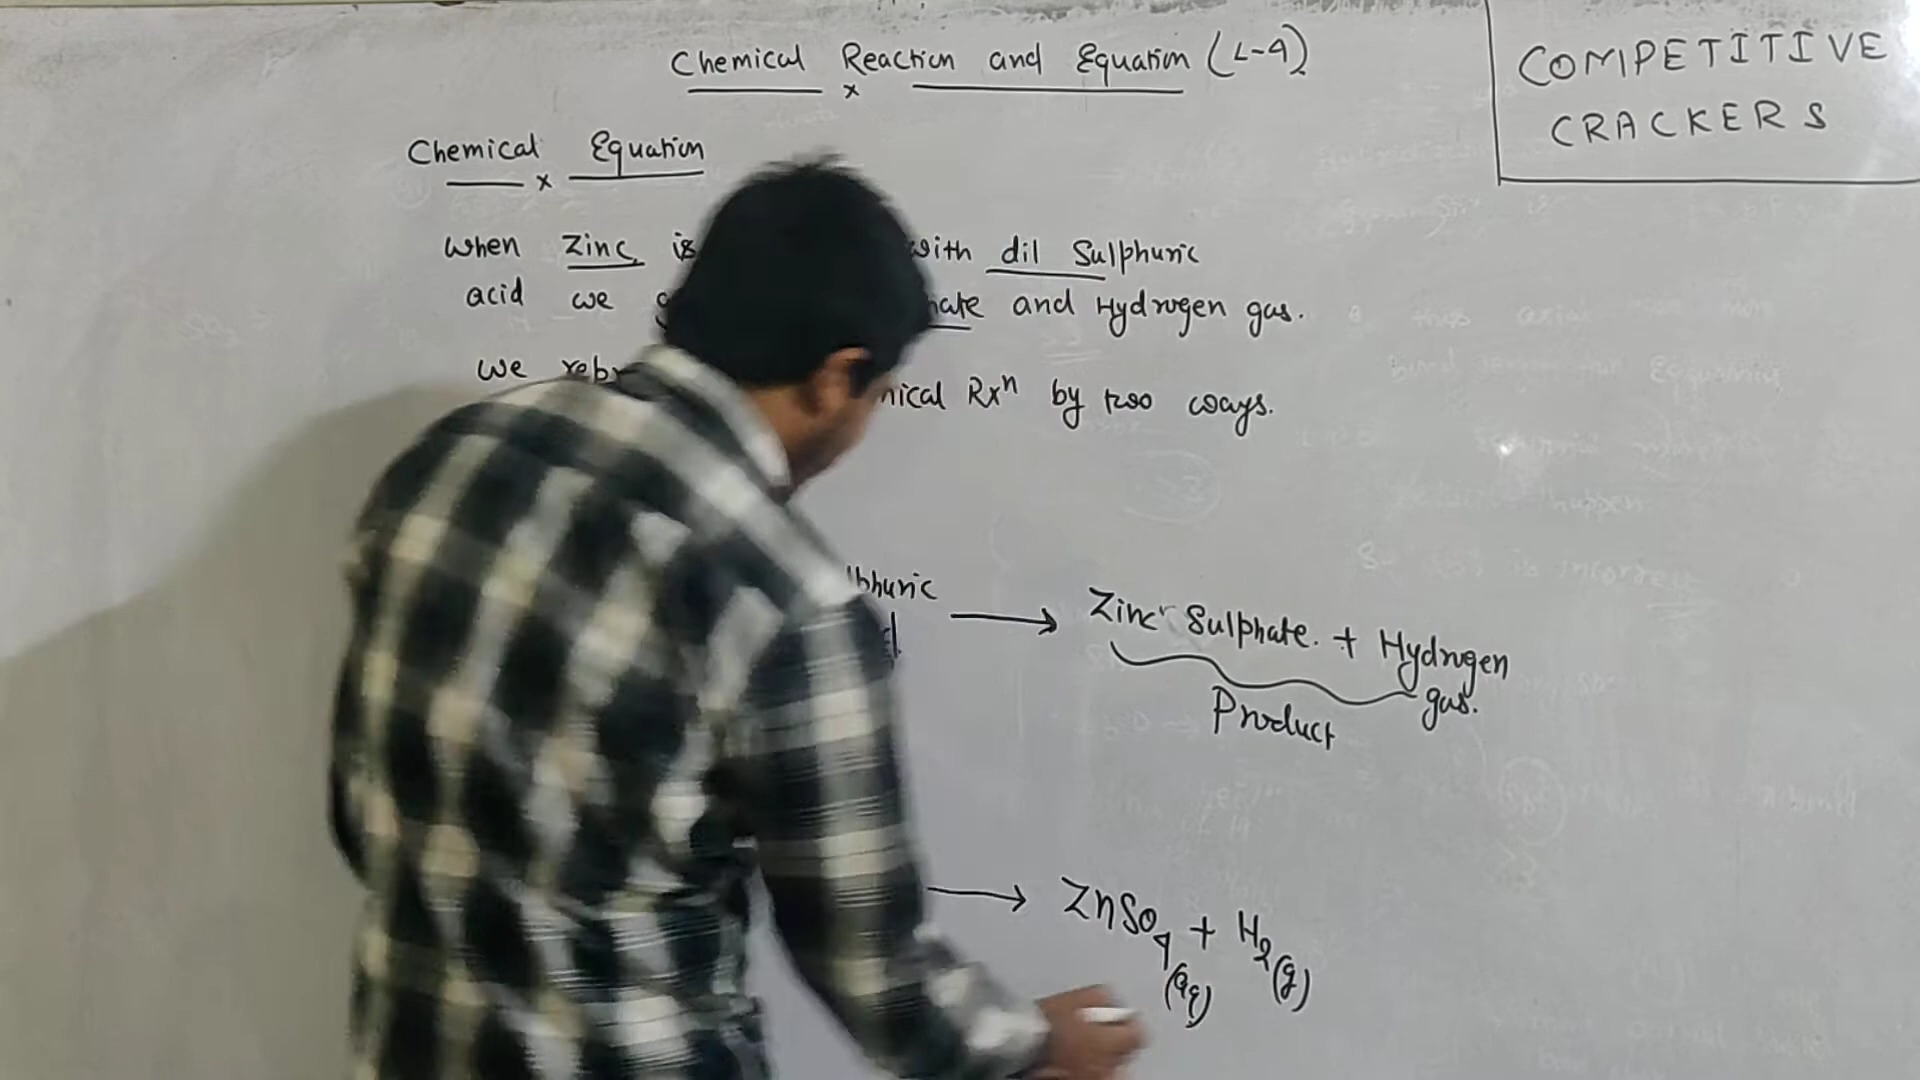 Chemical Reaction and Equation (L-4)
COMPETITIVE
CRACKERS
Chemical Equation
when Zinc is with dil Sulphuric
acid we and Hydrogen gas.
we Rxⁿ by two ways.
Zinc Sulphate. + Hydrogen
gas.
Product
→ ZnSO₄ + H₂
(aq) (g)